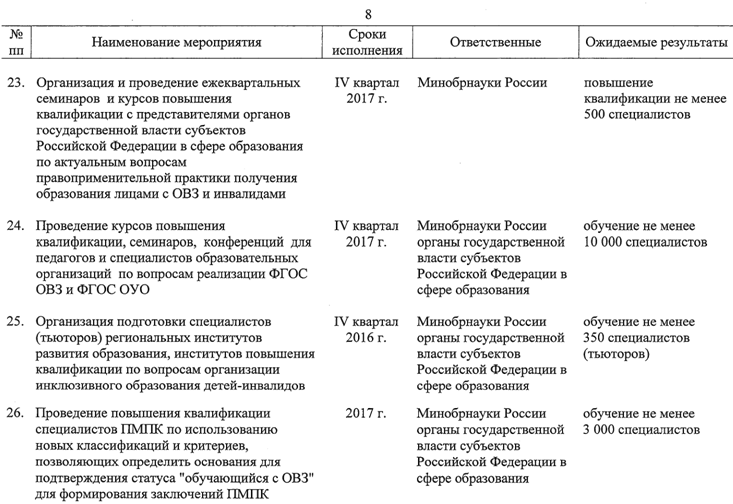 8
№ пп
Наименование мероприятия
Сроки исполнения
Ответственные
Ожидаемые результаты
23.
Организация и проведение ежеквартальных
семинаров и курсов повышения
квалификации с представителями органов
государственной власти субъектов
Российской Федерации в сфере образования
по актуальным вопросам
правоприменительной практики получения
образования лицами с ОВЗ и инвалидами
IV квартал
2017 г.
Минобрнауки России
повышение
квалификации не менее
500 специалистов
24.
Проведение курсов повышения
квалификации, семинаров, конференций для
педагогов и специалистов образовательных
организаций по вопросам реализации ФГОС
ОВЗ и ФГОС ОУО
IV квартал
2017 г.
Минобрнауки России
органы государственной
власти субъектов
Российской Федерации в
сфере образования
обучение не менее
10 000 специалистов
25.
Организация подготовки специалистов
(тьюторов) региональных институтов
развития образования, институтов повышения
квалификации по вопросам организации
инклюзивного образования детей-инвалидов
IV квартал
2016 г.
Минобрнауки России
органы государственной
власти субъектов
Российской Федерации в
сфере образования
обучение не менее
350 специалистов
(тьюторов)
26.
Проведение повышения квалификации
специалистов ПМПК по использованию
новых классификаций и критериев,
позволяющих определить основания для
подтверждения статуса "обучающийся с ОВЗ"
для формирования заключений ПМПК
2017 г.
Минобрнауки России
органы государственной
власти субъектов
Российской Федерации в
сфере образования
обучение не менее
3 000 специалистов